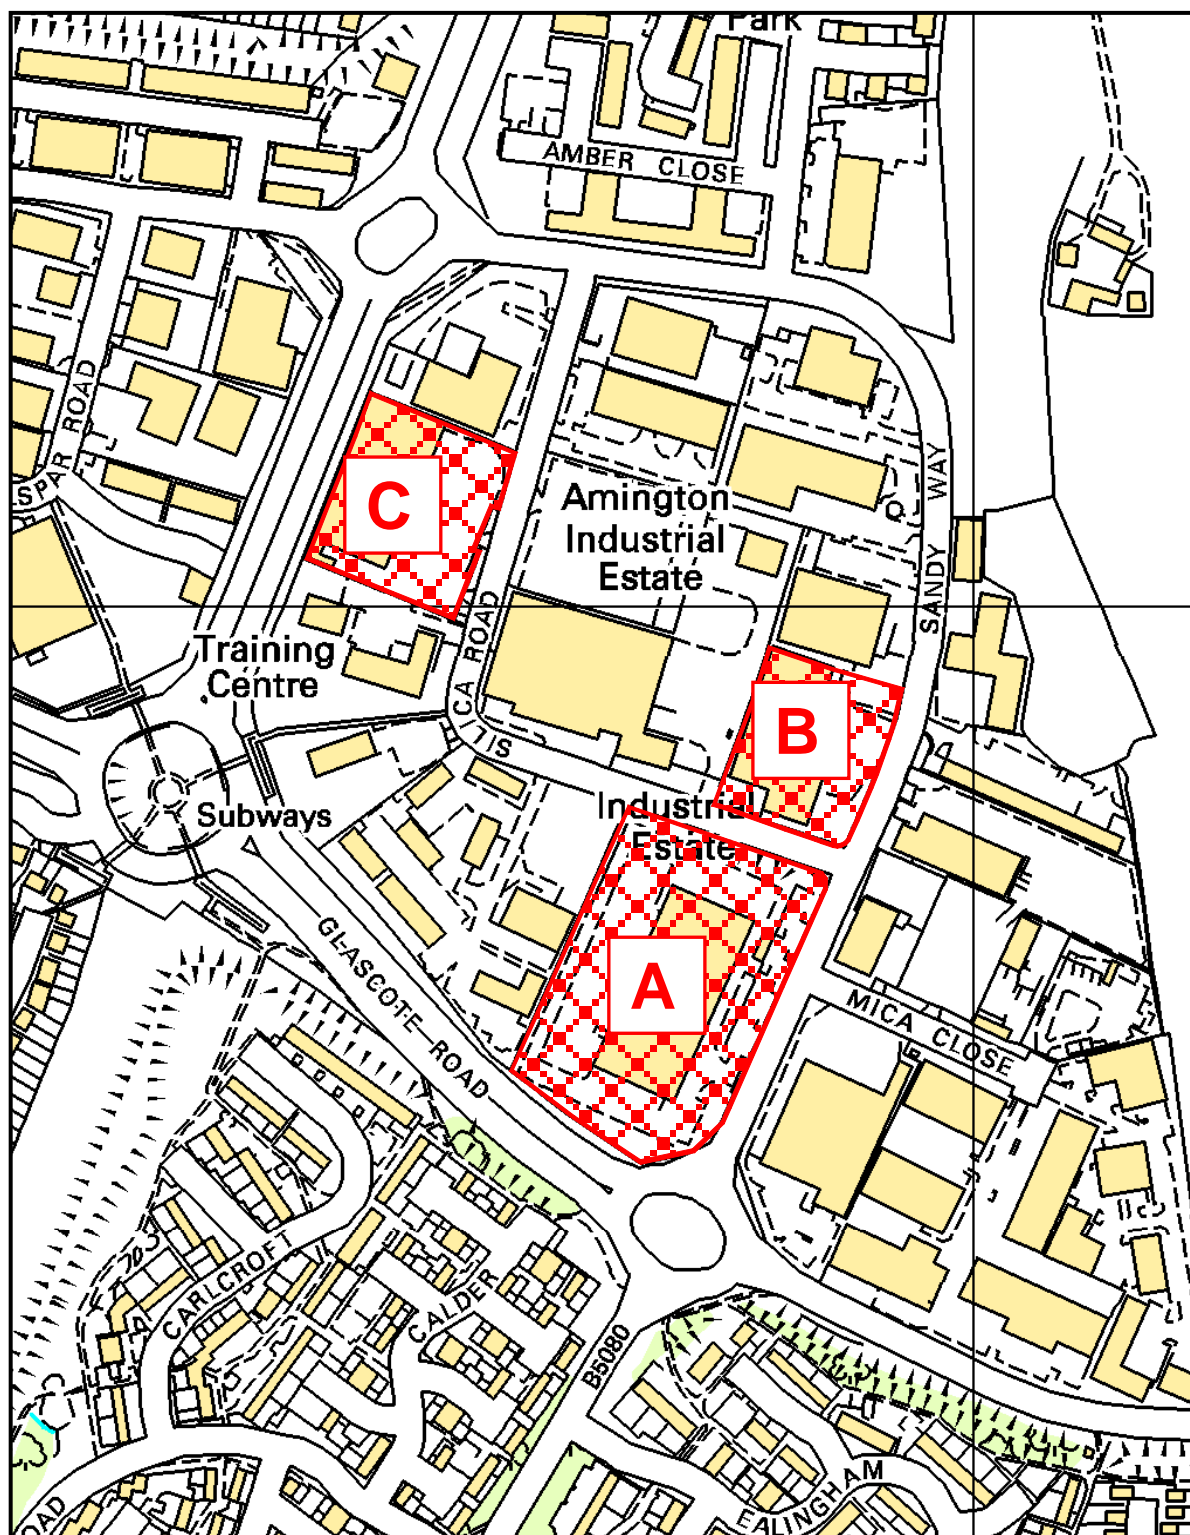 Park
AMBER CLOSE
SPAR ROAD
C
Amington
Industrial
Estate
SANDY WAY
SILICA ROAD
Training
Centre
B
Subways
Industrial
Estate
GLASCOTE ROAD
A
MICA CLOSE
CARLCROFT
CALDER
B5080
EALINGHAM
OAD